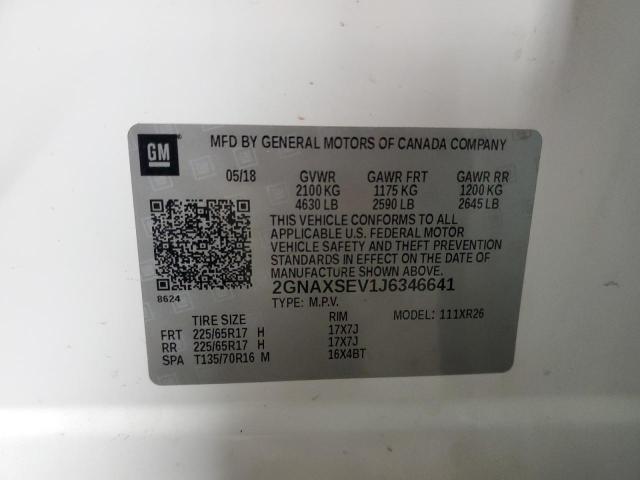 GM
MFD BY GENERAL MOTORS OF CANADA COMPANY
05/18 GVWR GAWR FRT GAWR RR
2100 KG 1175 KG 1200 KG
4630 LB 2590 LB 2645 LB
THIS VEHICLE CONFORMS TO ALL
APPLICABLE U.S. FEDERAL MOTOR
VEHICLE SAFETY AND THEFT PREVENTION
STANDARDS IN EFFECT ON THE DATE OF
MANUFACTURE SHOWN ABOVE.
8624 2GNAXSEV1J6346641
TYPE: M.P.V.
TIRE SIZE RIM MODEL: 111XR26
FRT 225/65R17 H 17X7J
RR 225/65R17 H 17X7J
SPA T135/70R16 M 16X4BT